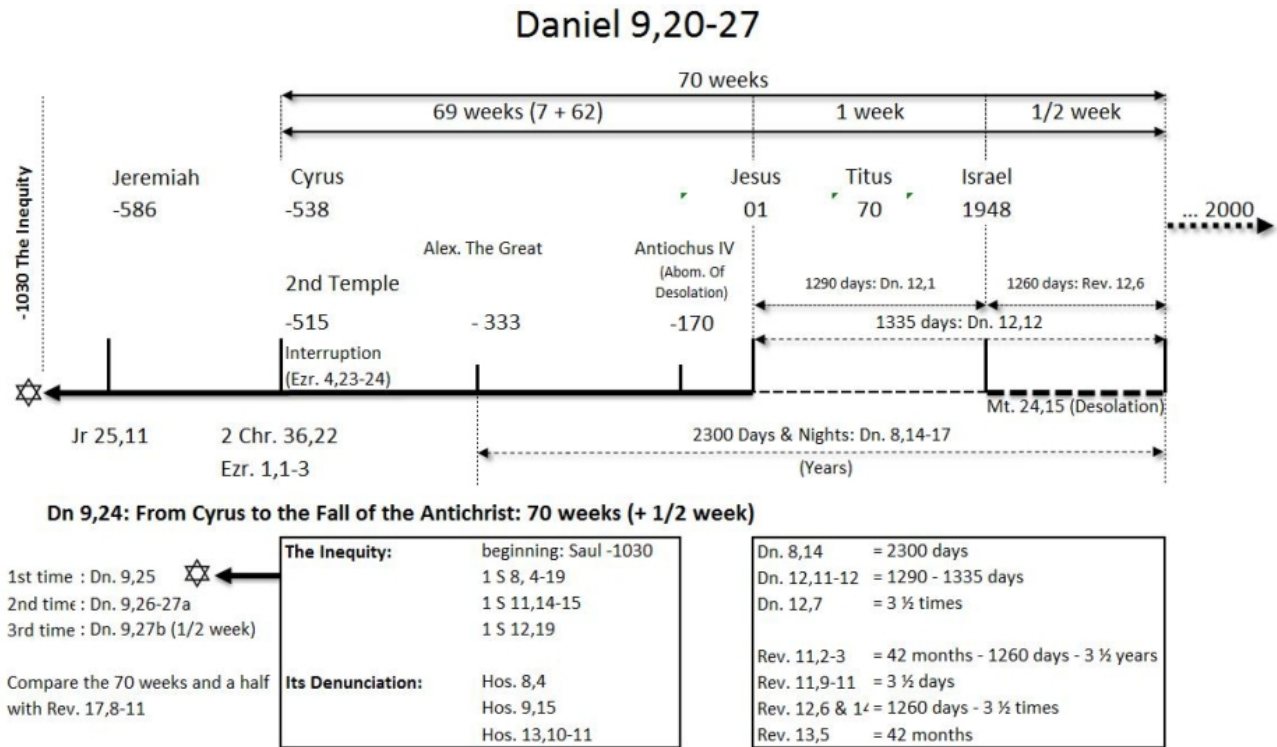 Daniel 9,20-27
70 weeks
69 weeks (7 + 62) 1 week 1/2 week
-1030 The Inequity
Jeremiah Cyrus Jesus Titus Israel
-586 -538 01 70 1948 ... 2000
Alex. The Great Antiochus IV
(Abom. Of
Desolation)
2nd Temple 1290 days: Dn. 12,1 1260 days: Rev. 12,6
-515 - 333 -170 1335 days: Dn. 12,12
Interruption
(Ezr. 4,23-24)
Mt. 24,15 (Desolation)
Jr 25,11 2 Chr. 36,22 2300 Days & Nights: Dn. 8,14-17
Ezr. 1,1-3 (Years)
Dn 9,24: From Cyrus to the Fall of the Antichrist: 70 weeks (+ 1/2 week)
1st time : Dn. 9,25
2nd time : Dn. 9,26-27a
3rd time : Dn. 9,27b (1/2 week)
Compare the 70 weeks and a half
with Rev. 17,8-11
The Inequity: beginning: Saul -1030
1 S 8, 4-19
1 S 11,14-15
1 S 12,19
Its Denunciation: Hos. 8,4
Hos. 9,15
Hos. 13,10-11
Dn. 8,14 = 2300 days
Dn. 12,11-12 = 1290 - 1335 days
Dn. 12,7 = 3 ½ times
Rev. 11,2-3 = 42 months - 1260 days - 3 ½ years
Rev. 11,9-11 = 3 ½ days
Rev. 12,6 & 14 = 1260 days - 3 ½ times
Rev. 13,5 = 42 months